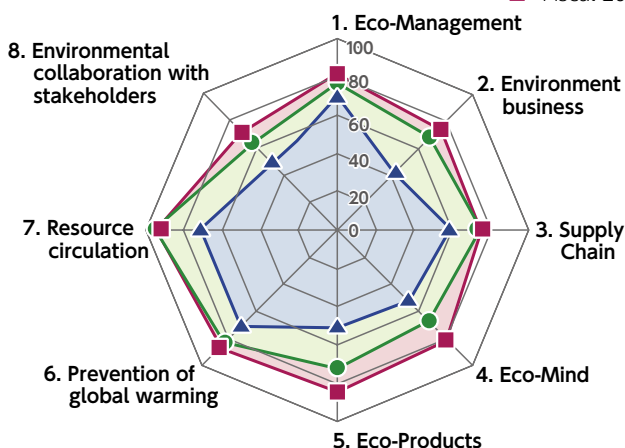 1. Eco-Management
100
80
60
40
20
0
2. Environment
business
3. Supply
Chain
4. Eco-Mind
5. Eco-Products
6. Prevention of
global warming
7. Resource
circulation
8. Environmental
collaboration with
stakeholders